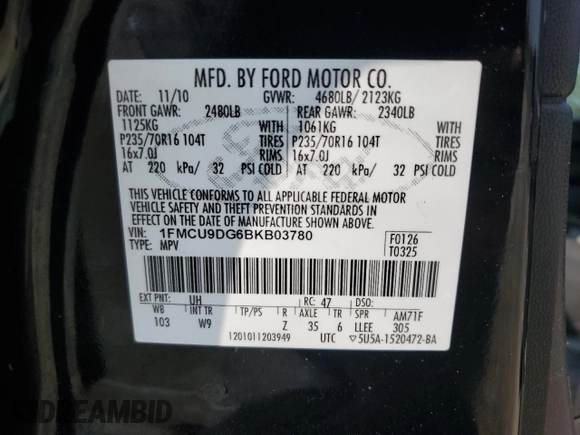 MFD. BY FORD MOTOR CO.
DATE: 11/10 GVWR: 4680LB/ 2123KG
FRONT GAWR: 2480LB REAR GAWR: 2340LB
1125KG WITH 1061KG WITH
P235/70R16 104T TIRES P235/70R16 104T TIRES
16x7.0J RIMS 16x7.0J RIMS
AT 220 kPa/ 32 PSI COLD AT 220 kPa/ 32 PSI COLD
THIS VEHICLE CONFORMS TO ALL APPLICABLE FEDERAL MOTOR
VEHICLE SAFETY AND THEFT PREVENTION STANDARDS IN
EFFECT ON THE DATE OF MANUFACTURE SHOWN ABOVE.
VIN: 1FMCU9DG6BKB03780 F0126
TYPE: MPV T0325
EXT PNT: UH RC: 47 DSO:
WB INT TR TP/PS R AXLE TR SPR AM71F
103 W9 Z 35 6 LLEE 305
1201011203949 UTC ▽5U5A-1520472-BA
DREAMBID